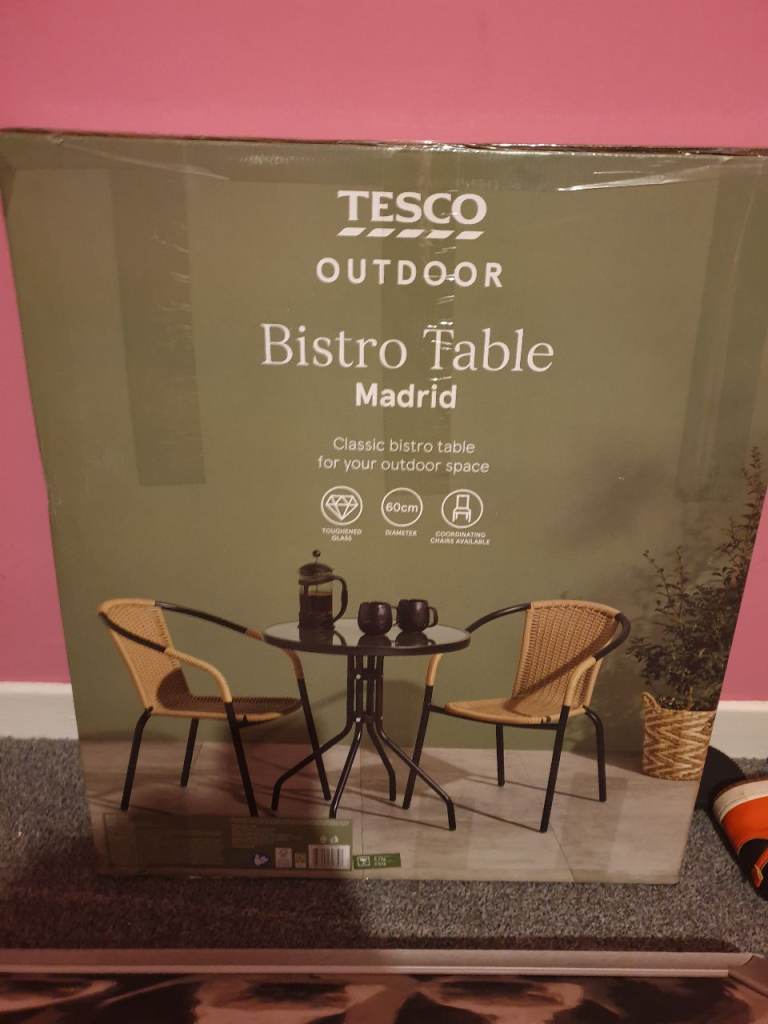 TESCO
OUTDOOR
Bistro Table
Madrid
Classic bistro table
for your outdoor space
60cm
TOUGHENED
GLASS
DIAMETER
COORDINATING
CHAIRS AVAILABLE